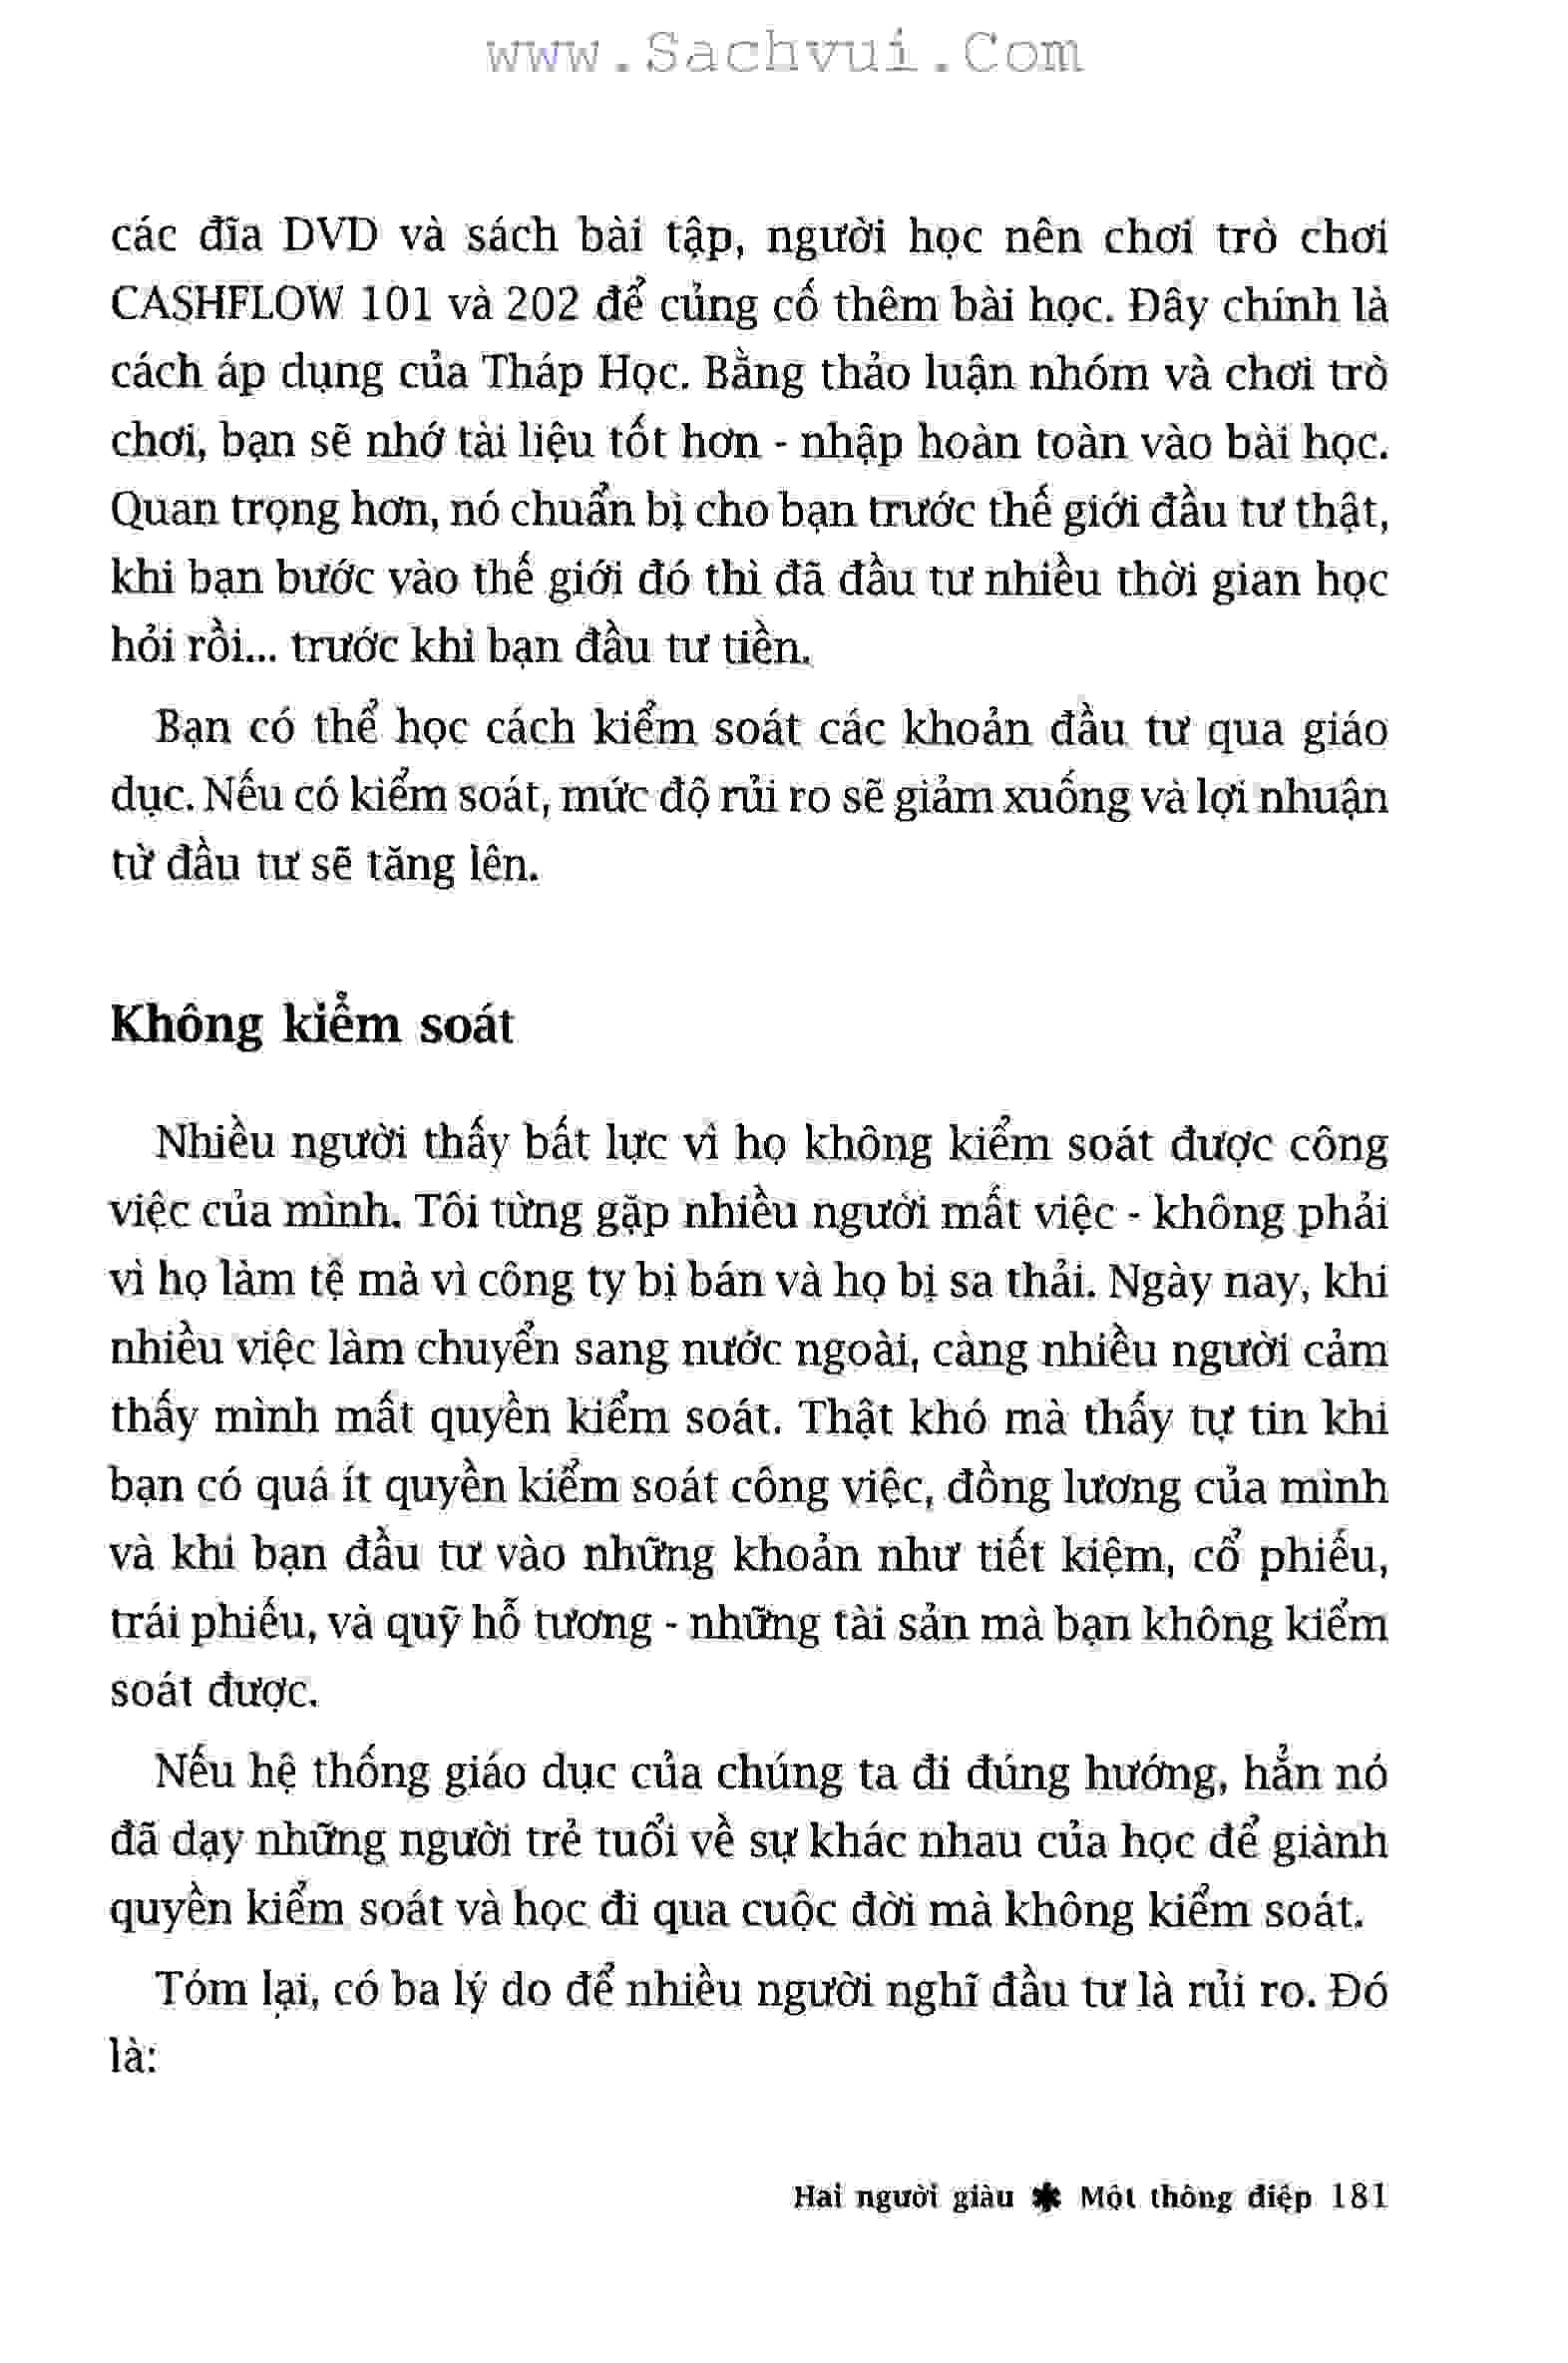 www.Sachvui.Com
các đĩa DVD và sách bài tập, người học nên chơi trò chơi
CASHFLOW 101 và 202 để củng cố thêm bài học. Đây chính là
cách áp dụng của Tháp Học. Bằng thảo luận nhóm và chơi trò
chơi, bạn sẽ nhớ tài liệu tốt hơn - nhập hoàn toàn vào bài học.
Quan trọng hơn, nó chuẩn bị cho bạn trước thế giới đầu tư thật,
khi bạn bước vào thế giới đó thì đã đầu tư nhiều thời gian học
hỏi rồi... trước khi bạn đầu tư tiền.
Bạn có thể học cách kiểm soát các khoản đầu tư qua giáo
dục. Nếu có kiểm soát, mức độ rủi ro sẽ giảm xuống và lợi nhuận
từ đầu tư sẽ tăng lên.
Không kiểm soát
Nhiều người thấy bất lực vì họ không kiểm soát được công
việc của mình. Tôi từng gặp nhiều người mất việc - không phải
vì họ làm tệ mà vì công ty bị bán và họ bị sa thải. Ngày nay, khi
nhiều việc làm chuyển sang nước ngoài, càng nhiều người cảm
thấy mình mất quyền kiểm soát. Thật khó mà thấy tự tin khi
bạn có quá ít quyền kiểm soát công việc, đồng lương của mình
và khi bạn đầu tư vào những khoản như tiết kiệm, cổ phiếu,
trái phiếu, và quỹ hỗ tương - những tài sản mà bạn không kiểm
soát được.
Nếu hệ thống giáo dục của chúng ta đi đúng hướng, hẳn nó
đã dạy những người trẻ tuổi về sự khác nhau của học để giành
quyền kiểm soát và học đi qua cuộc đời mà không kiểm soát.
Tóm lại, có ba lý do để nhiều người nghĩ đầu tư là rủi ro. Đó
là:
Hai người giàu ✱ Một thông điệp 181